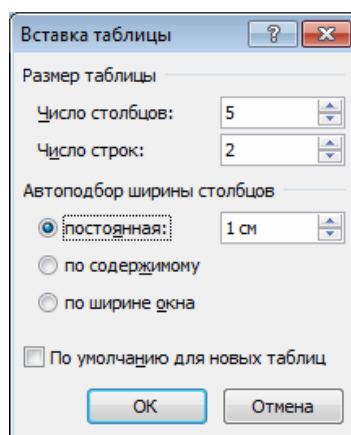 Вставка таблицы
Размер таблицы
Число столбцов: 5
Число строк: 2
Автоподбор ширины столбцов
постоянная: 1 см
по содержимому
по ширине окна
По умолчанию для новых таблиц
ОК Отмена